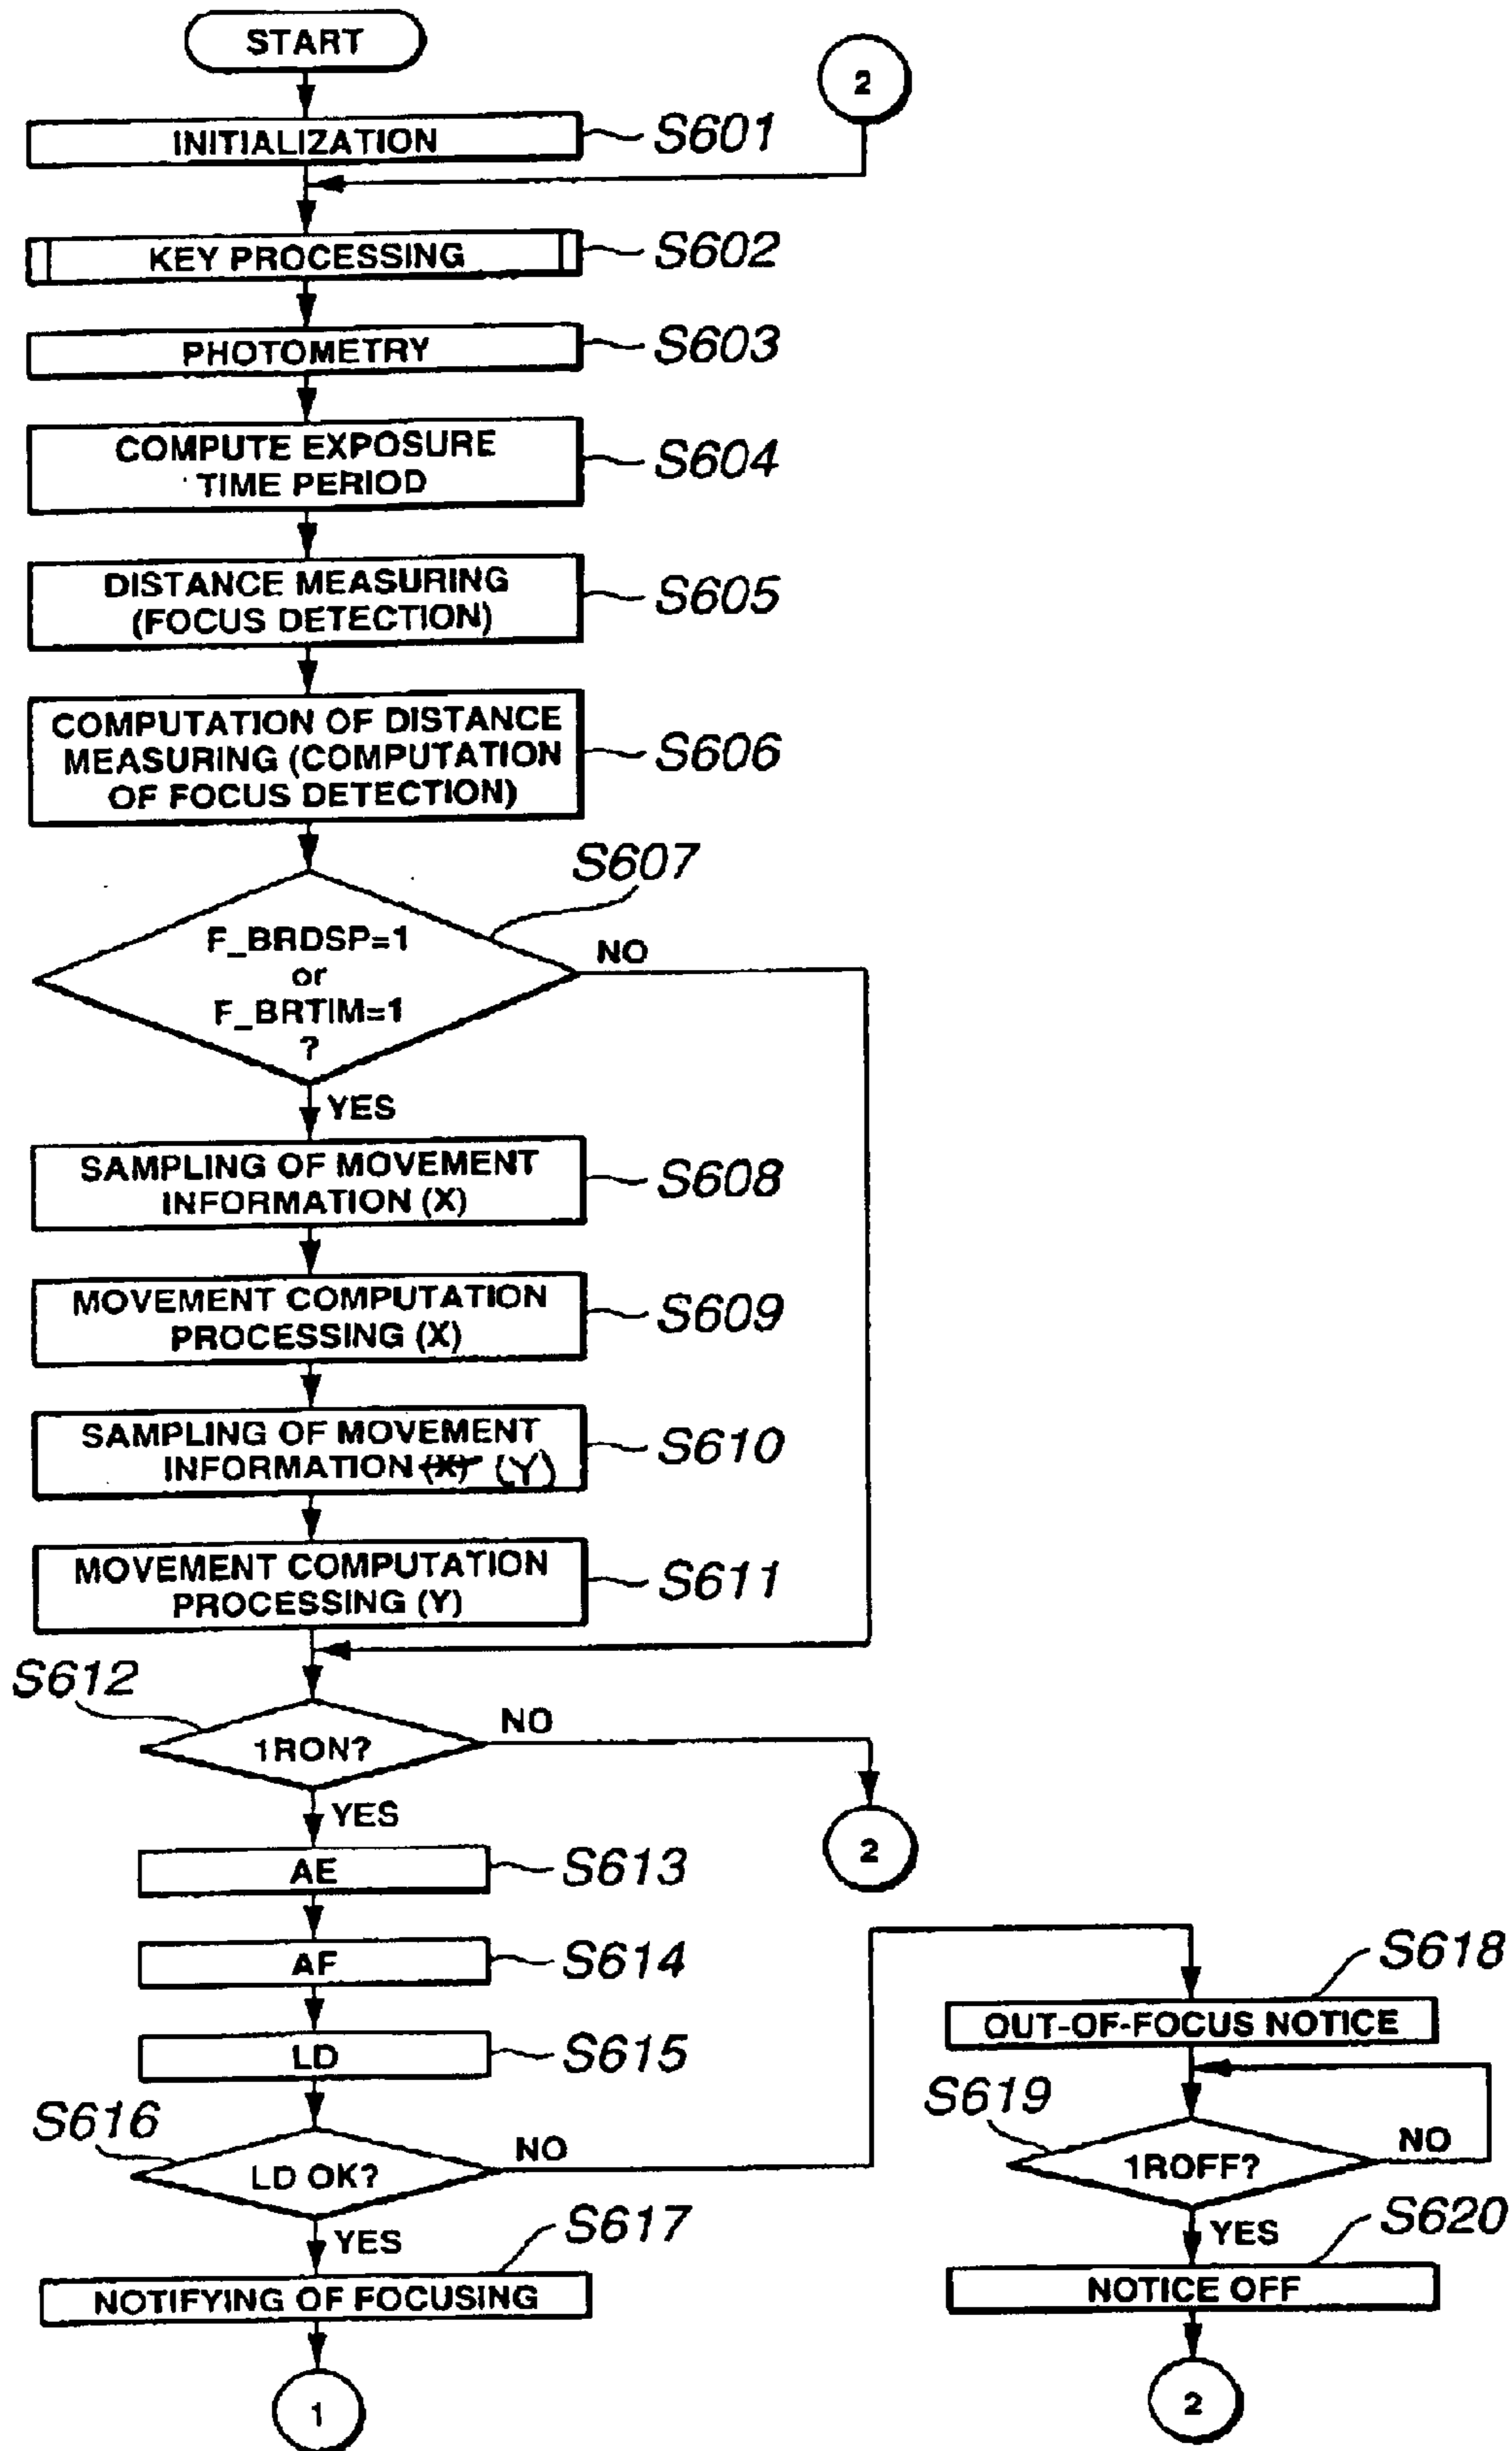 START
2
INITIALIZATION
S601
KEY PROCESSING
S602
PHOTOMETRY
S603
COMPUTE EXPOSURE
TIME PERIOD
S604
DISTANCE MEASURING
(FOCUS DETECTION)
S605
COMPUTATION OF DISTANCE
MEASURING (COMPUTATION
OF FOCUS DETECTION)
S606
S607
F_BRDSP=1
or
F_BRTIM=1
?
NO
YES
SAMPLING OF MOVEMENT
INFORMATION (X)
S608
MOVEMENT COMPUTATION
PROCESSING (X)
S609
SAMPLING OF MOVEMENT
INFORMATION (X) (Y)
S610
MOVEMENT COMPUTATION
PROCESSING (Y)
S611
S612
1RON?
NO
2
YES
AE
S613
AF
S614
LD
S615
S616
LD OK?
NO
YES
S617
NOTIFYING OF FOCUSING
1
S618
OUT-OF-FOCUS NOTICE
S619
1ROFF?
NO
YES
S620
NOTICE OFF
2